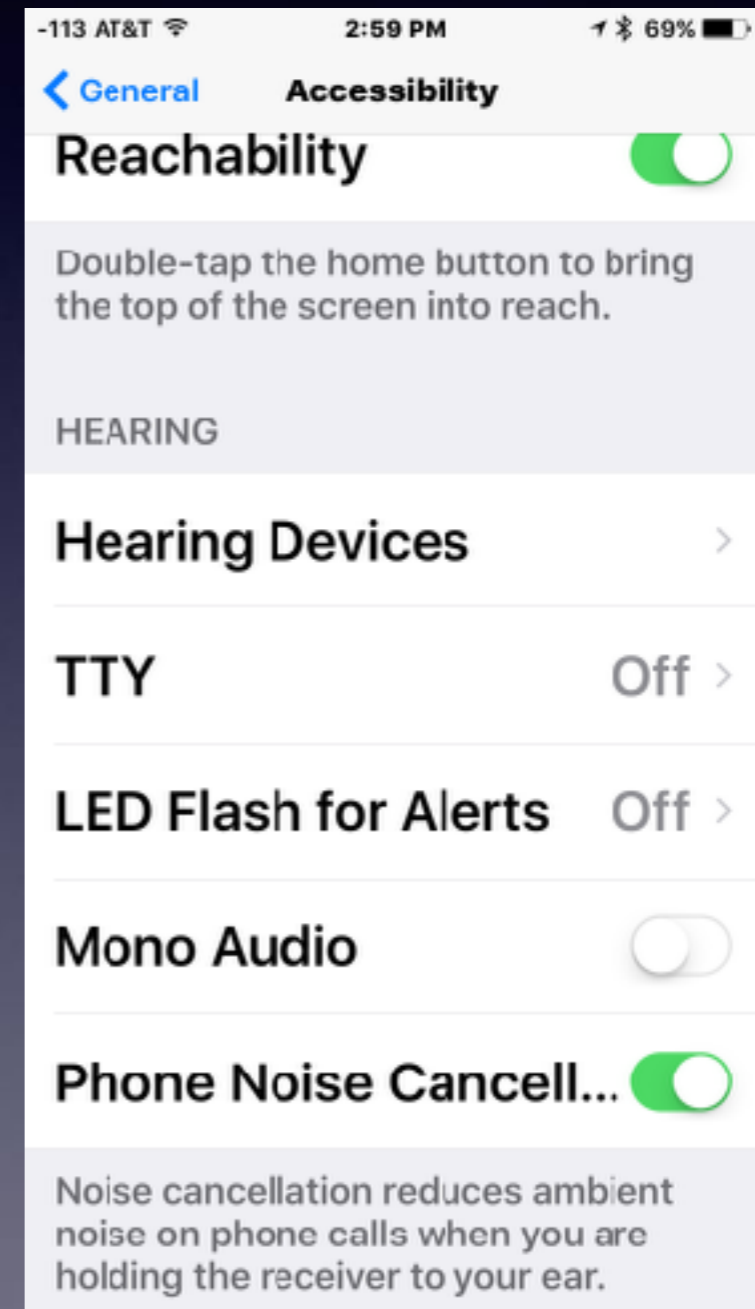 -113 AT&T 2:59 PM 69%
General Accessibility
Reachability
Double-tap the home button to bring
the top of the screen into reach.
HEARING
Hearing Devices
TTY Off
LED Flash for Alerts Off
Mono Audio
Phone Noise Cancell...
Noise cancellation reduces ambient
noise on phone calls when you are
holding the receiver to your ear.